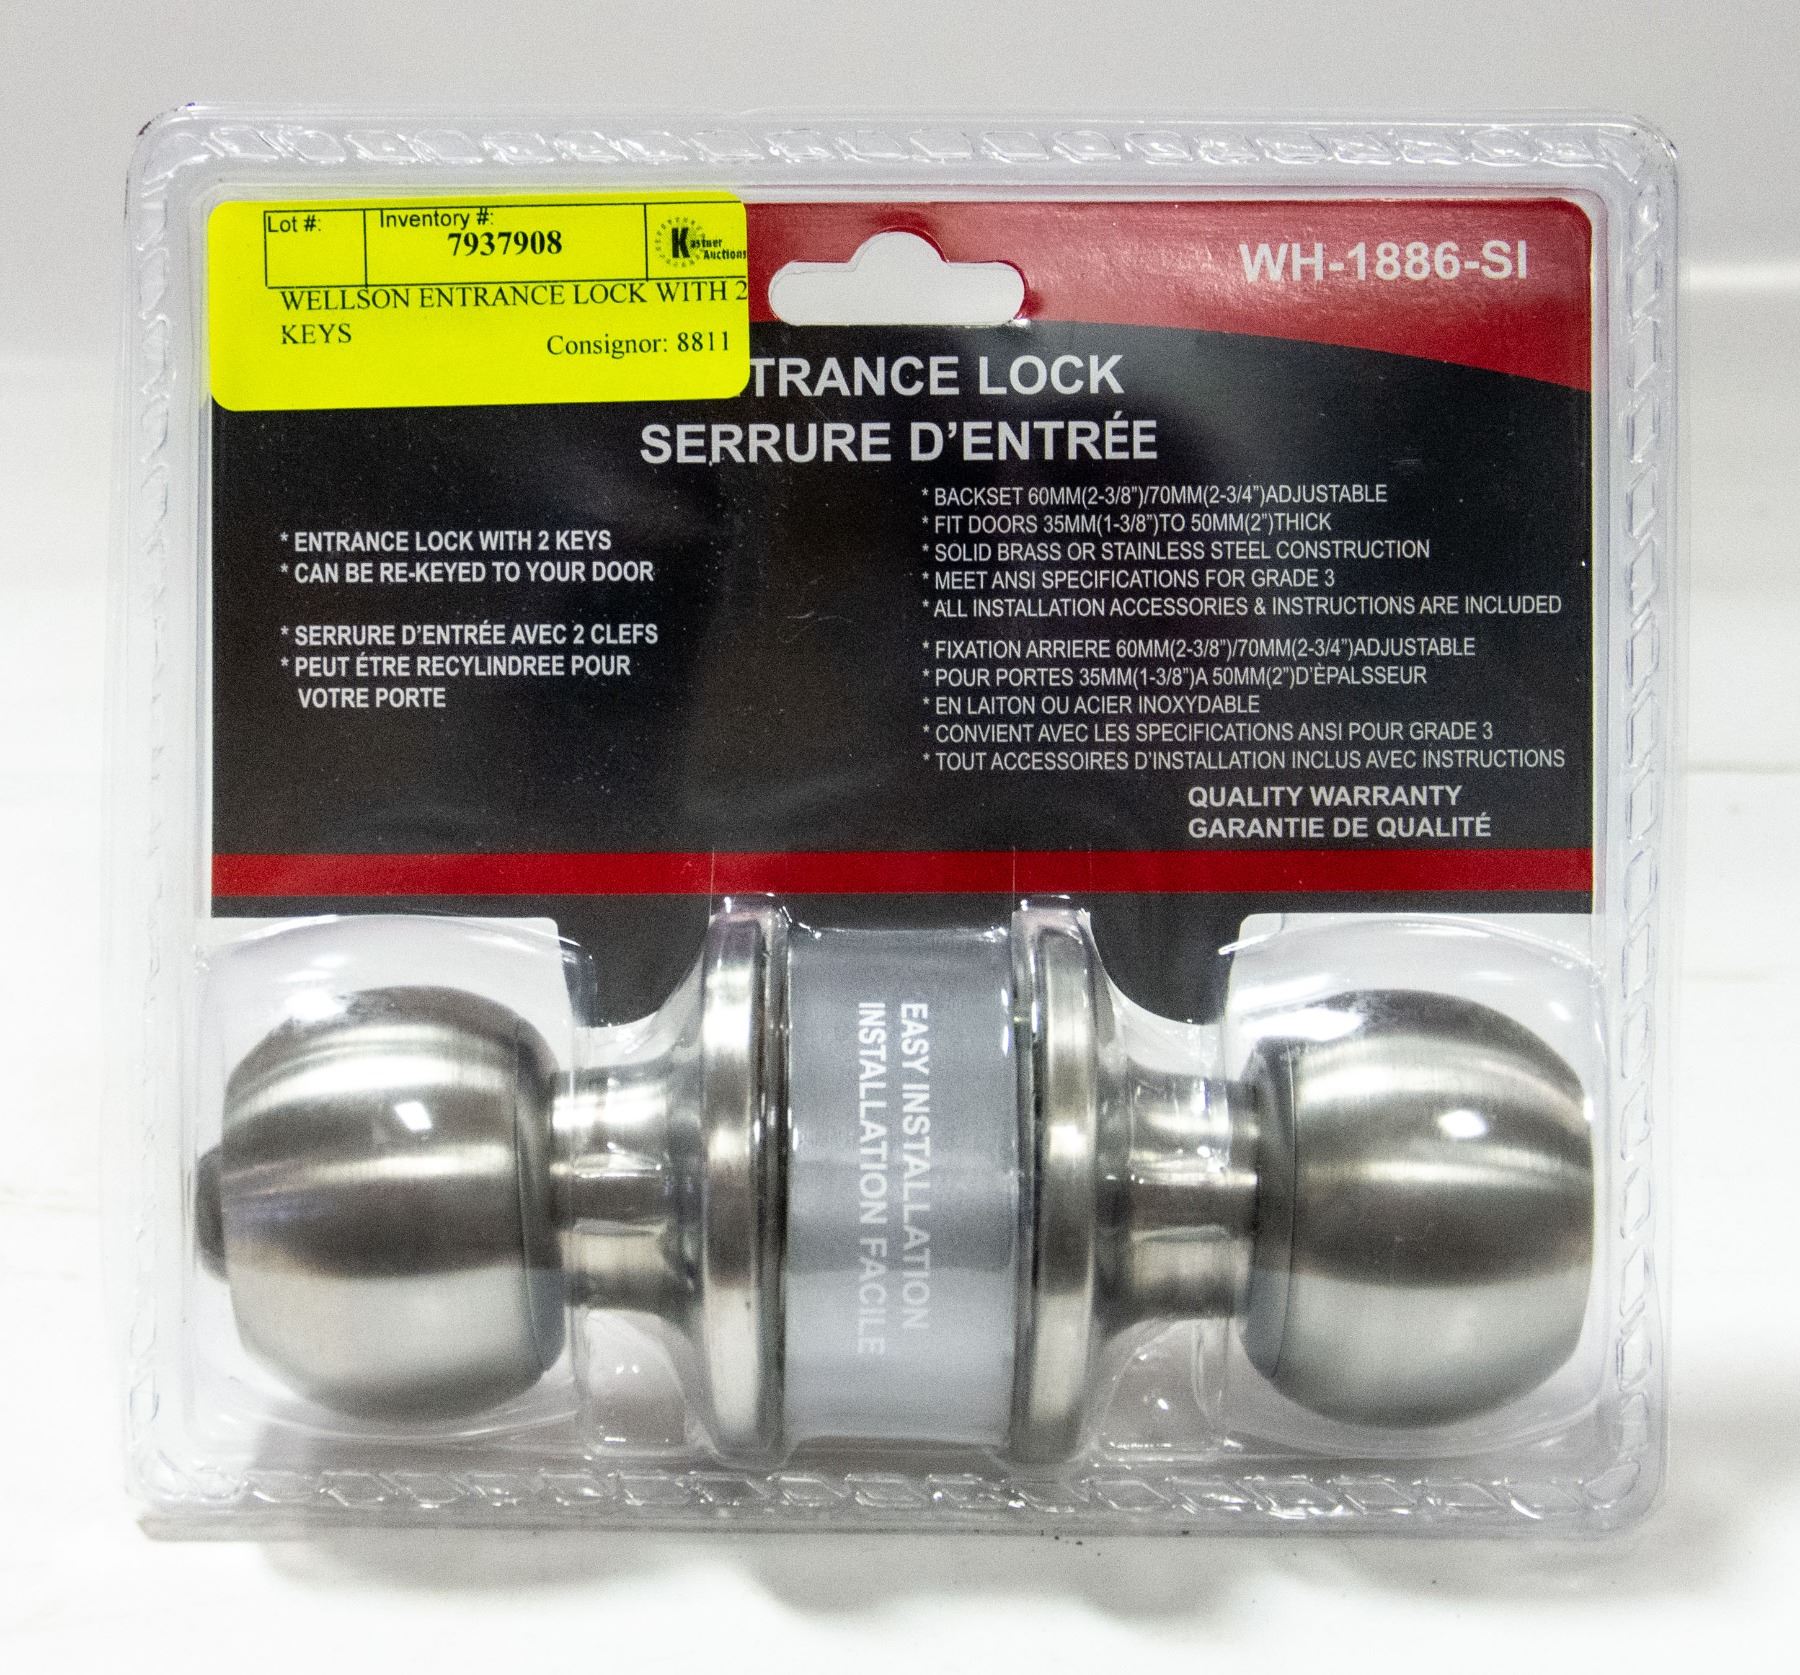 Lot #:
Inventory #:
7937908
Kastner
Auctions
WELLSON ENTRANCE LOCK WITH 2
KEYS
Consignor: 8811
WH-1886-SI
TRANCE LOCK
SERRURE D'ENTRÉE
* ENTRANCE LOCK WITH 2 KEYS
* CAN BE RE-KEYED TO YOUR DOOR
* SERRURE D'ENTRÉE AVEC 2 CLEFS
* PEUT ÉTRE RECYLINDREE POUR
VOTRE PORTE
* BACKSET 60MM(2-3/8")/70MM(2-3/4")ADJUSTABLE
* FIT DOORS 35MM(1-3/8")TO 50MM(2")THICK
* SOLID BRASS OR STAINLESS STEEL CONSTRUCTION
* MEET ANSI SPECIFICATIONS FOR GRADE 3
* ALL INSTALLATION ACCESSORIES & INSTRUCTIONS ARE INCLUDED
* FIXATION ARRIERE 60MM(2-3/8")/70MM(2-3/4")ADJUSTABLE
* POUR PORTES 35MM(1-3/8")A 50MM(2")D'ÈPALSSEUR
* EN LAITON OU ACIER INOXYDABLE
* CONVIENT AVEC LES SPECIFICATIONS ANSI POUR GRADE 3
* TOUT ACCESSOIRES D'INSTALLATION INCLUS AVEC INSTRUCTIONS
QUALITY WARRANTY
GARANTIE DE QUALITÉ
EASY INSTALLATION
INSTALLATION FACILE